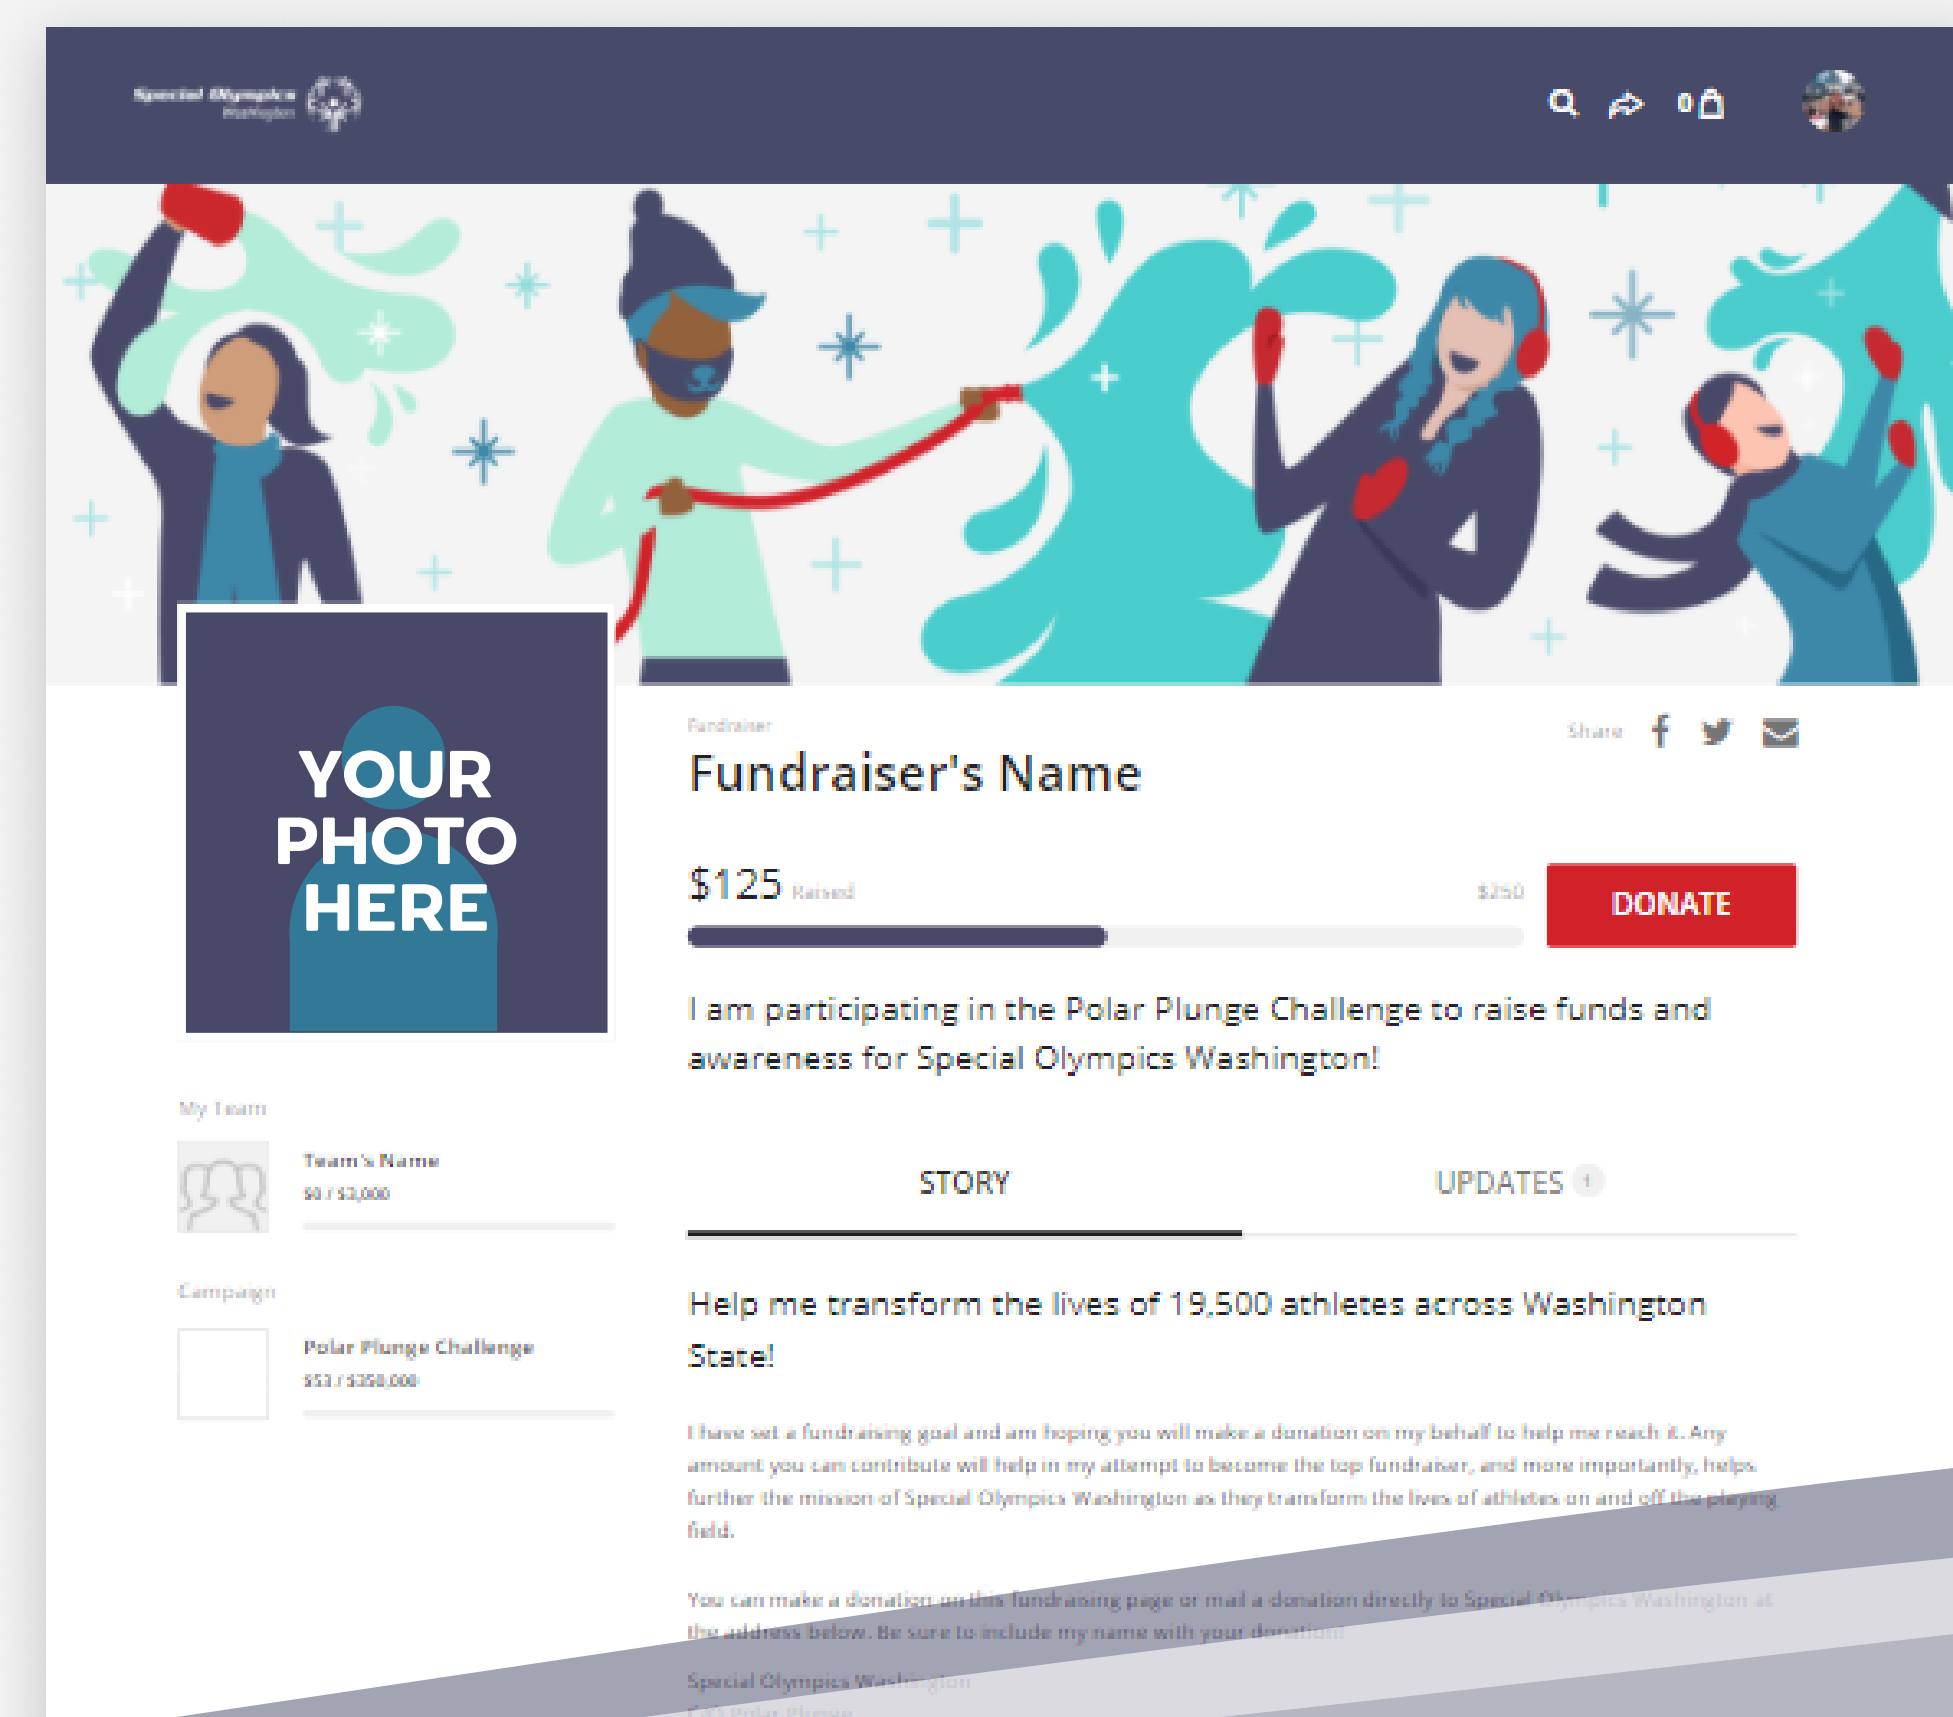 Special Olympics
Washington
0
Fundraiser
Share
Fundraiser's Name
YOUR
PHOTO
HERE
$125 Raised
$250
DONATE
I am participating in the Polar Plunge Challenge to raise funds and
awareness for Special Olympics Washington!
My Team
Team's Name
$0 / $3,000
STORY
UPDATES 1
Campaign
Polar Plunge Challenge
$53 / $350,000
Help me transform the lives of 19,500 athletes across Washington
State!
I have set a fundraising goal and am hoping you will make a donation on my behalf to help me reach it. Any
amount you can contribute will help in my attempt to become the top fundraiser, and more importantly, helps
further the mission of Special Olympics Washington as they transform the lives of athletes on and off the playing
field.
You can make a donation on this fundraising page or mail a donation directly to Special Olympics Washington at
the address below. Be sure to include my name with your donation!
Special Olympics Washington
C/O Polar Plunge